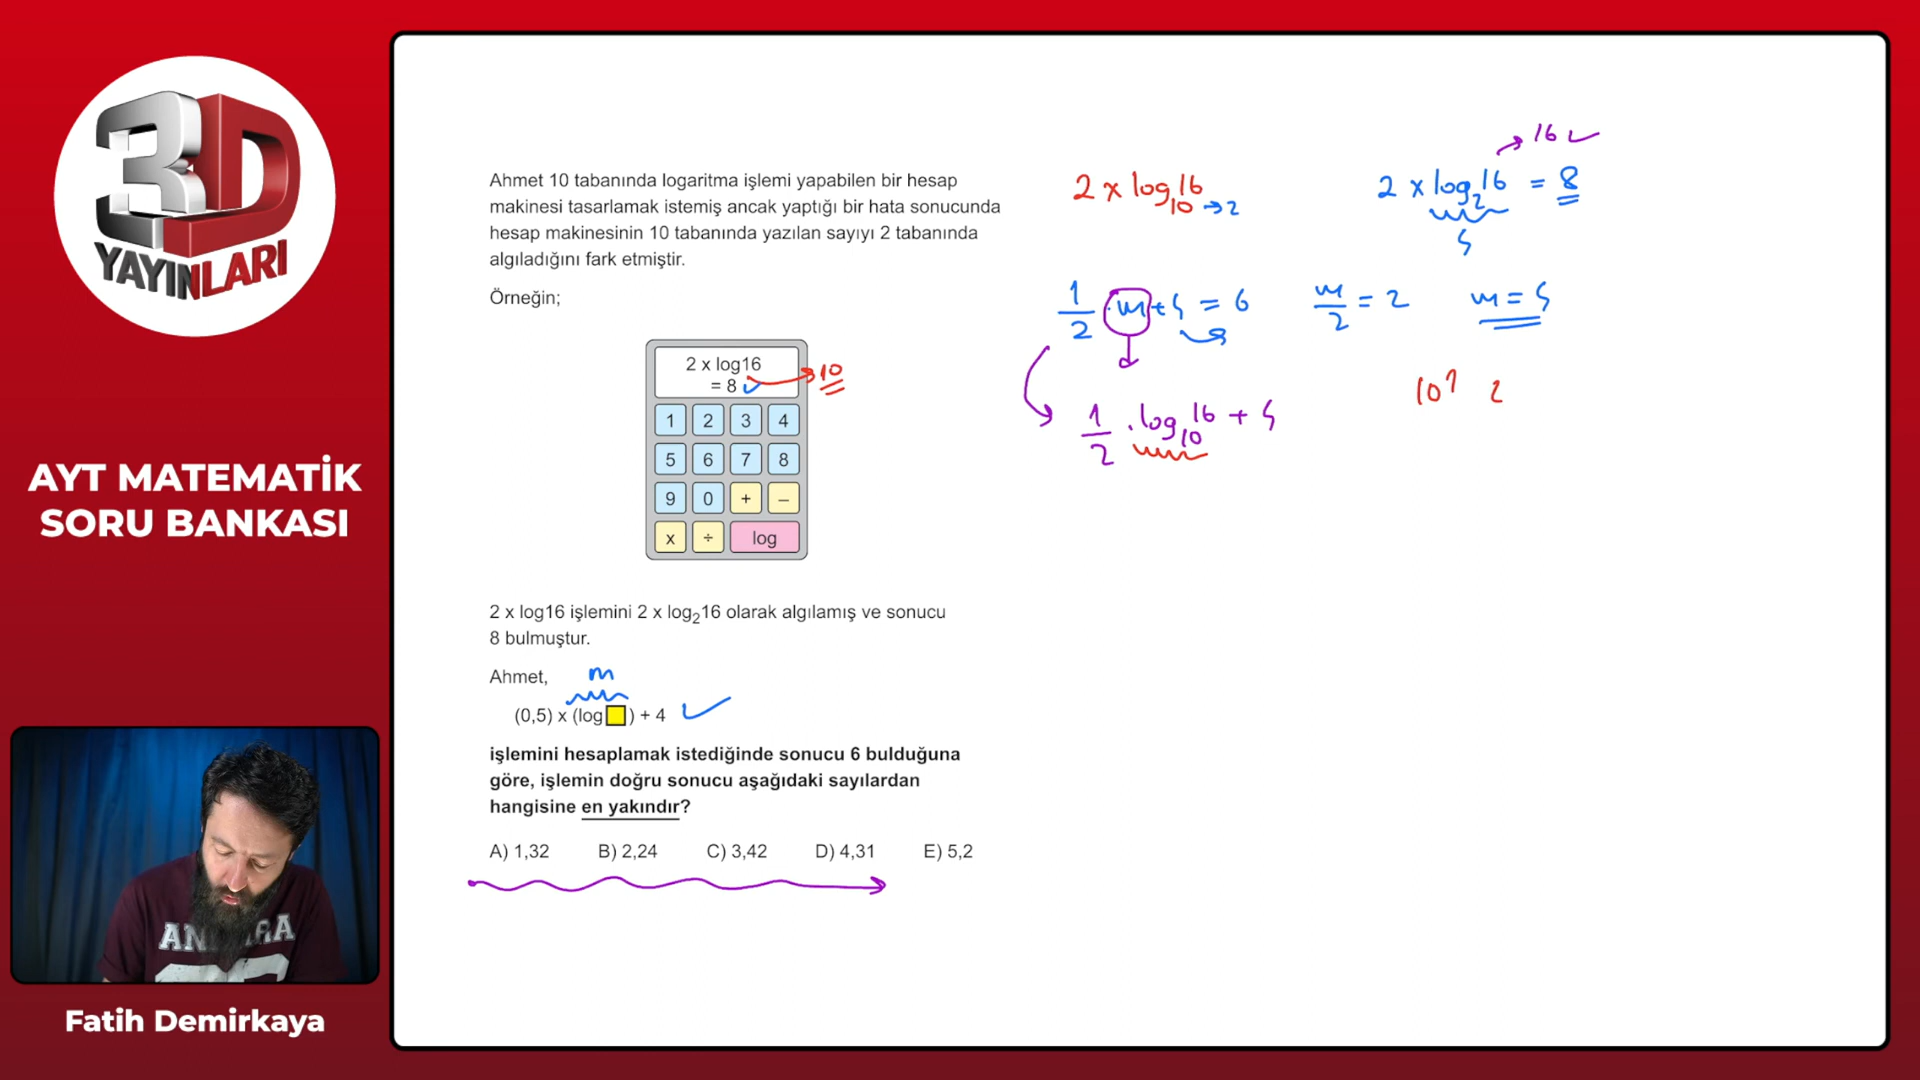 3D
YAYINLARI
AYT MATEMATİK
SORU BANKASI
Fatih Demirkaya
Ahmet 10 tabanında logaritma işlemi yapabilen bir hesap
makinesi tasarlamak istemiş ancak yaptığı bir hata sonucunda
hesap makinesinin 10 tabanında yazılan sayıyı 2 tabanında
algıladığını fark etmiştir.
Örneğin;
2 x log16
= 8
10
1 2 3 4
5 6 7 8
9 0 + –
x ÷ log
2 x log₂16 işlemini 2 x log₂16 olarak algılamış ve sonucu
8 bulmuştur.
Ahmet,
m
(0,5) x (log ) + 4
işlemini hesaplamak istediğinde sonucu 6 bulduğuna
göre, işlemin doğru sonucu aşağıdaki sayılardan
hangisine en yakındır?
A) 1,32 B) 2,24 C) 3,42 D) 4,31 E) 5,2
2 x log₁₀16 → 2
→ 16
2 x log₂16 = 8
4
1/2 · m + 4 = 6
m/2 = 2
m = 4
1/2 · log₁₀16 + 4
10^? 2